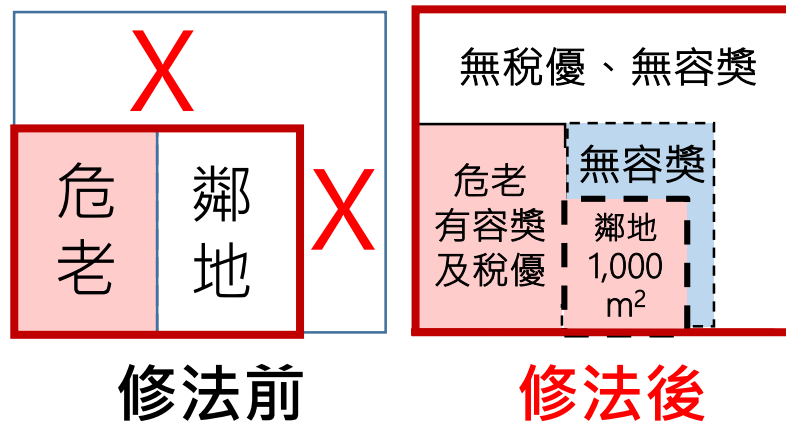 X
危
老
鄰
地
X
修法前
無稅優、無容獎
危老
有容獎
及稅優
無容獎
鄰地
1,000
m²
修法後